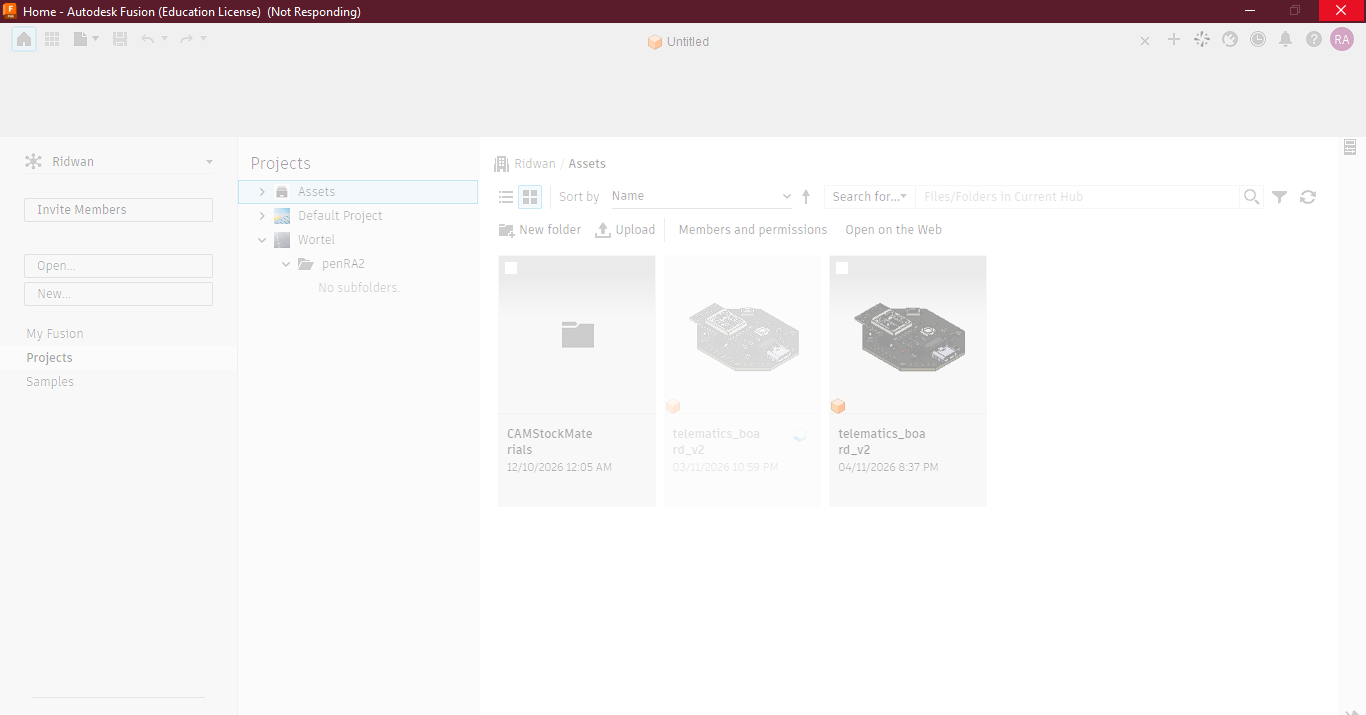 Home - Autodesk Fusion (Education License) (Not Responding)
Untitled
RA
Ridwan
Invite Members
Open...
New...
My Fusion
Projects
Samples
Projects
Assets
Default Project
Wortel
penRA2
No subfolders.
Ridwan / Assets
Sort by Name Search for... Files/Folders in Current Hub
New folder Upload Members and permissions Open on the Web
CAMStockMate
rials
12/10/2026 12:05 AM
telematics_boa
rd_v2
03/11/2026 10:59 PM
telematics_boa
rd_v2
04/11/2026 8:37 PM